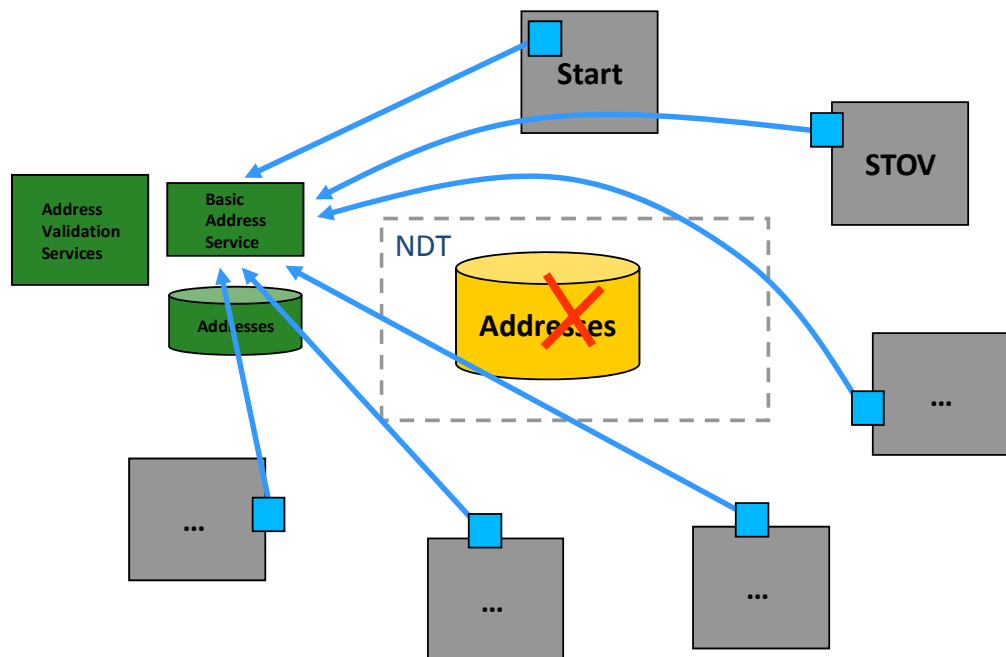 Start
STOV
Address
Validation
Services
Basic
Address
Service
NDT
Addresses
Addresses
...
...
...
...